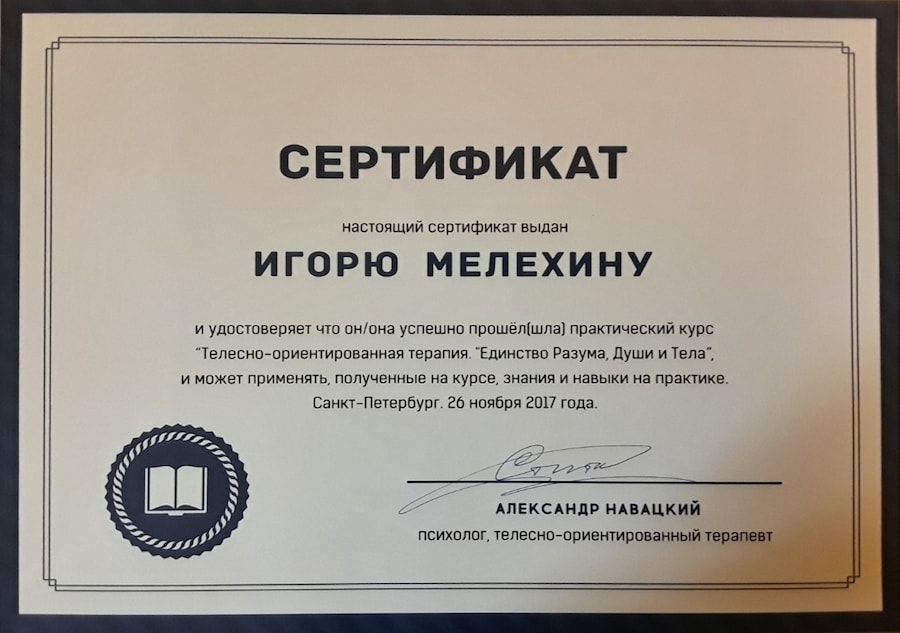 СЕРТИФИКАТ
настоящий сертификат выдан
ИГОРЮ МЕЛЕХИНУ
и удостоверяет что он/она успешно прошёл(шла) практический курс
"Телесно-ориентированная терапия. "Единство Разума, Души и Тела",
и может применять, полученные на курсе, знания и навыки на практике.
Санкт-Петербург. 26 ноября 2017 года.
АЛЕКСАНДР НАВАЦКИЙ
психолог, телесно-ориентированный терапевт